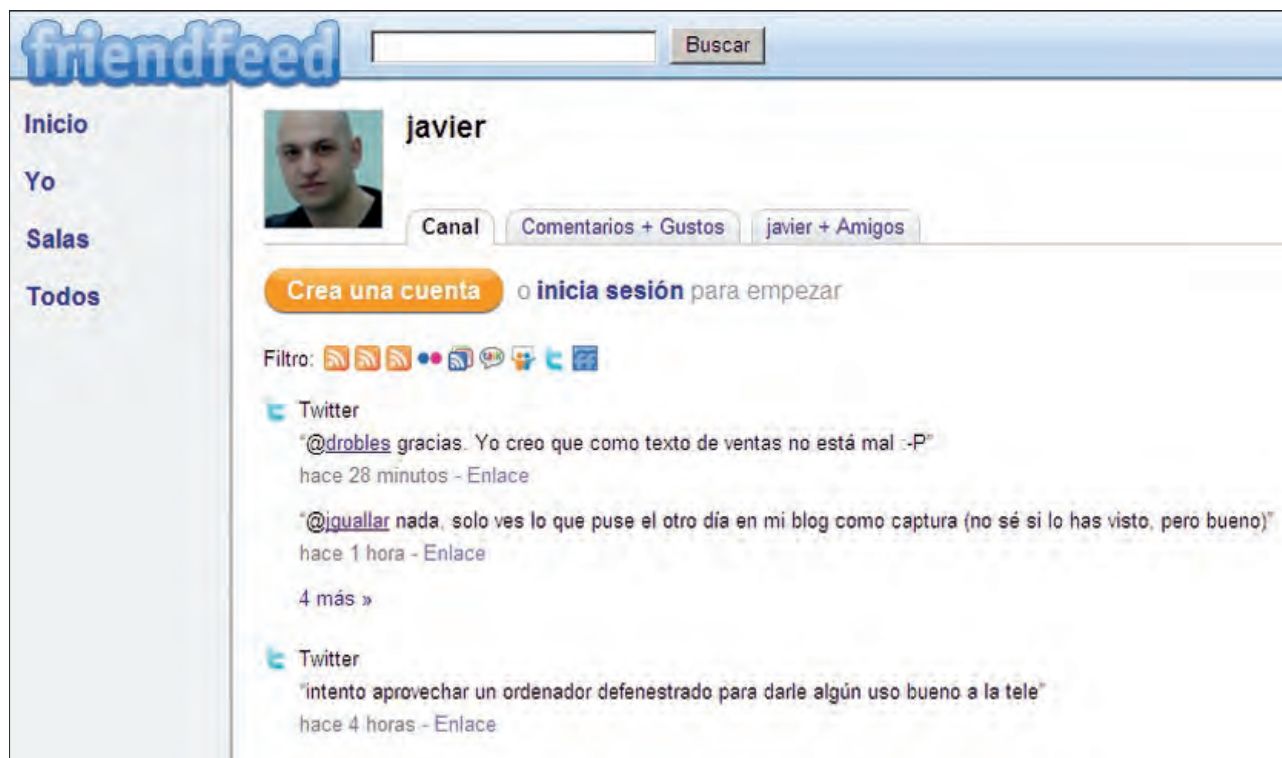 friendfeed
Buscar
Inicio
Yo
Salas
Todos
javier
Canal
Comentarios + Gustos
javier + Amigos
Crea una cuenta o inicia sesión para empezar
Filtro:
Twitter
"@drobles gracias. Yo creo que como texto de ventas no está mal :-P"
hace 28 minutos - Enlace
"@jguallar nada, solo ves lo que puse el otro día en mi blog como captura (no sé si lo has visto, pero bueno)"
hace 1 hora - Enlace
4 más »
Twitter
"intento aprovechar un ordenador defenestrado para darle algún uso bueno a la tele"
hace 4 horas - Enlace